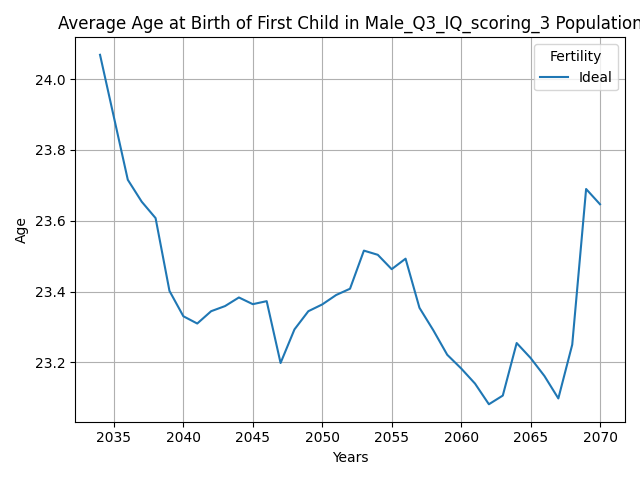 Average Age at Birth of First Child in Male_Q3_IQ_scoring_3 Population
Fertility
Ideal
Age
24.0
23.8
23.6
23.4
23.2
2035 2040 2045 2050 2055 2060 2065 2070
Years